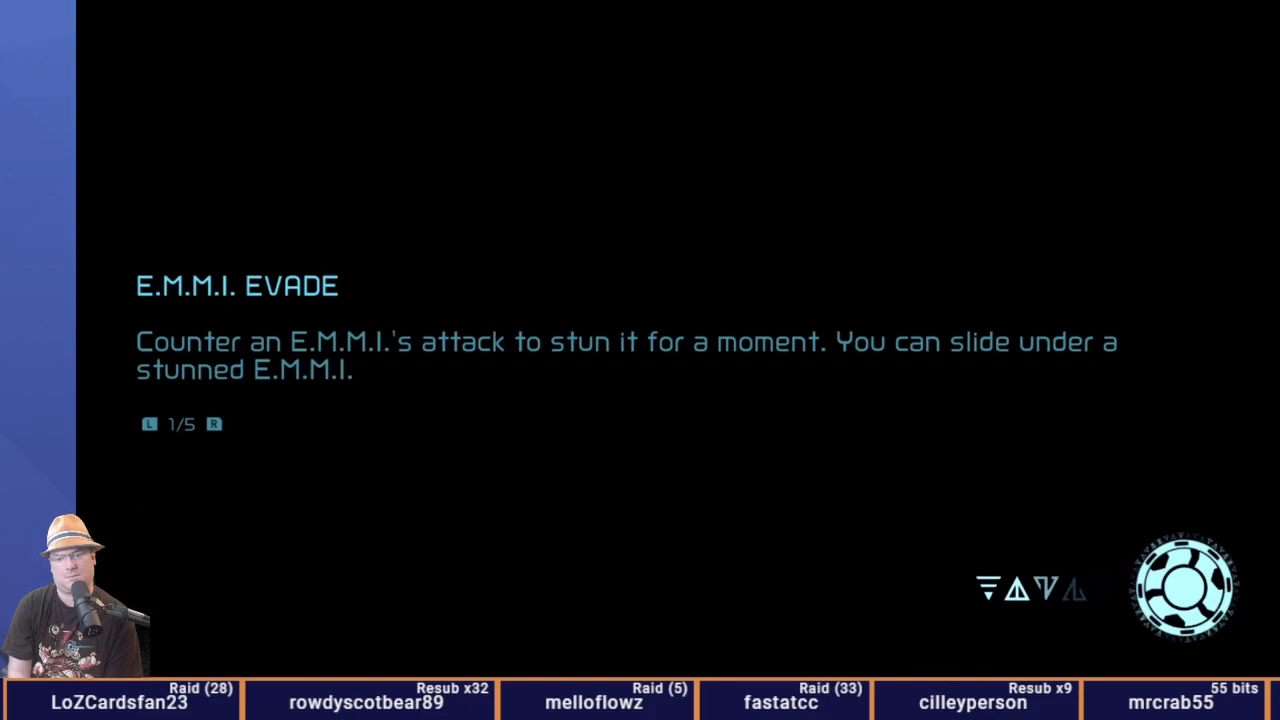 E.M.M.I. EVADE
Counter an E.M.M.I.'s attack to stun it for a moment. You can slide under a
stunned E.M.M.I.
L 1/5 R
Raid (28)
LoZCardsfan23
Resub x32
rowdyscotbear89
Raid (5)
melloflowz
Raid (33)
fastatcc
Resub x9
cilleyperson
55 bits
mrcrab55